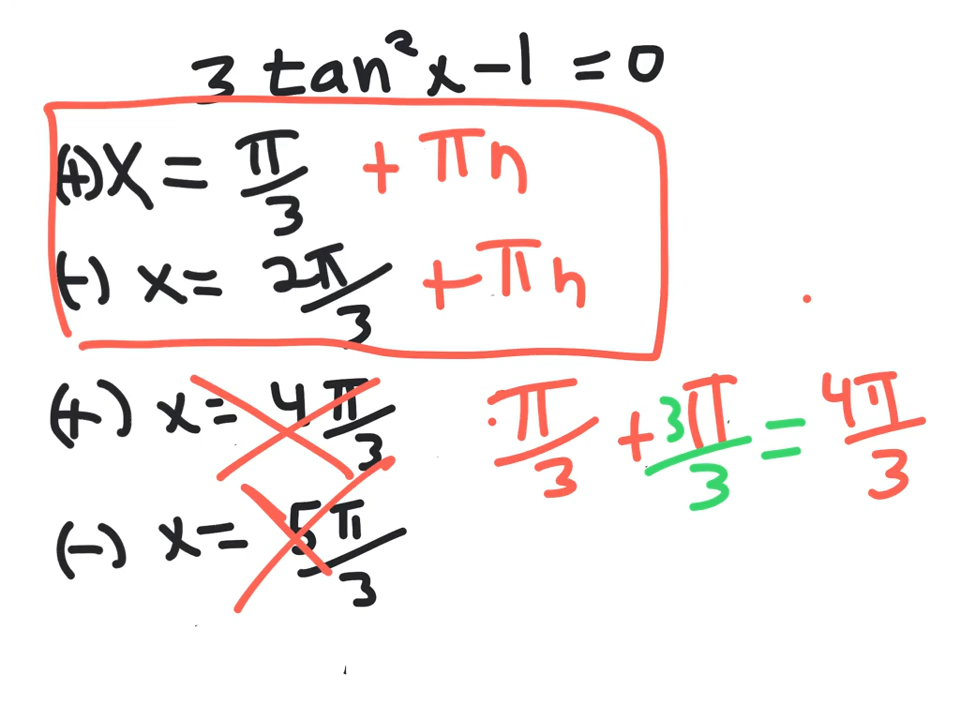 3 tan²x-1 = 0
(+) X = π/3 + πn
(-) x = 2π/3 + πn
(+) x = 4π/3
π/3 + 3π/3 = 4π/3
(-) x = 5π/3